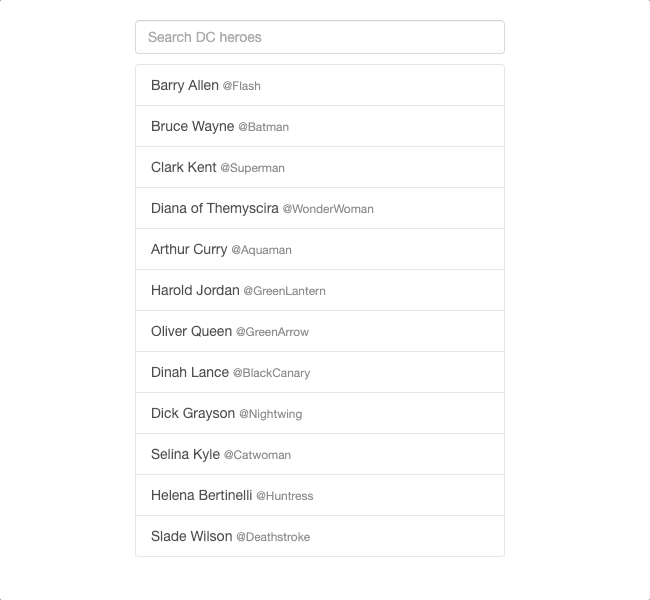 Search DC heroes
Barry Allen @Flash
Bruce Wayne @Batman
Clark Kent @Superman
Diana of Themyscira @WonderWoman
Arthur Curry @Aquaman
Harold Jordan @GreenLantern
Oliver Queen @GreenArrow
Dinah Lance @BlackCanary
Dick Grayson @Nightwing
Selina Kyle @Catwoman
Helena Bertinelli @Huntress
Slade Wilson @Deathstroke